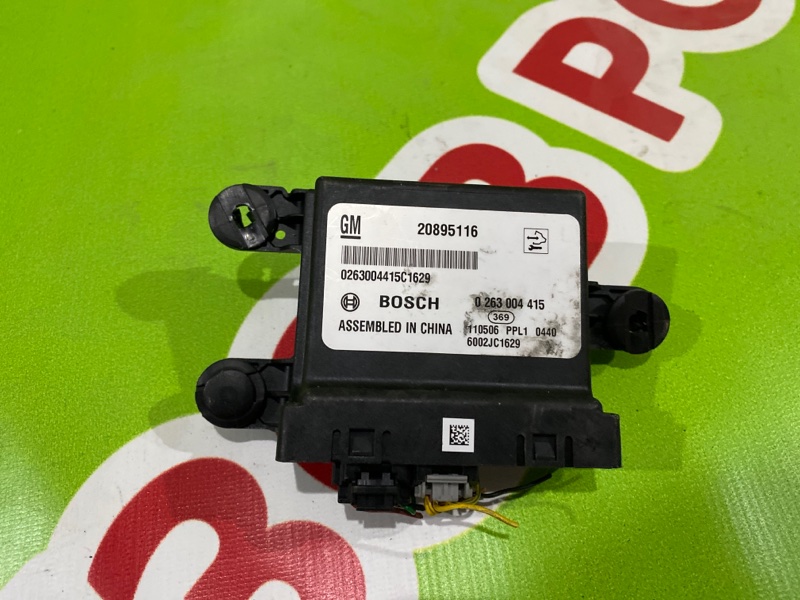 GM 20895116
0263004415C1629
BOSCH 0 263 004 415
369
ASSEMBLED IN CHINA 110506 PPL1 0440
6002JC1629